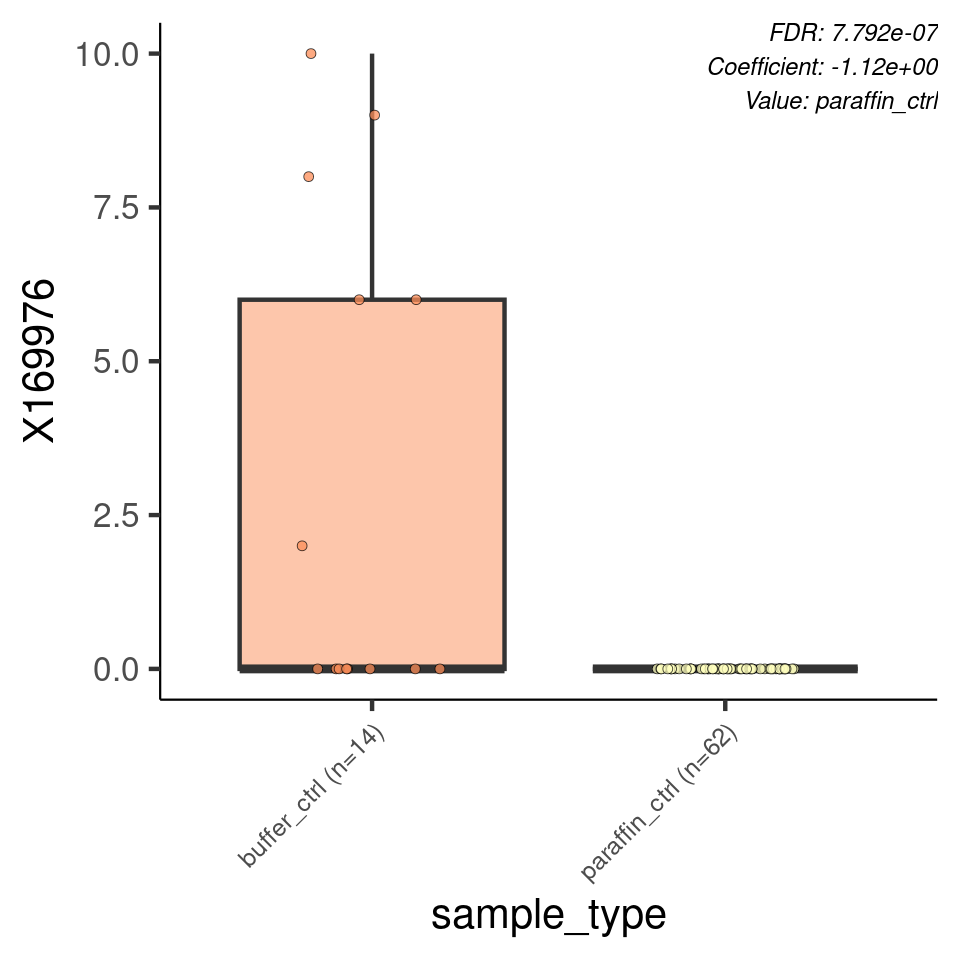 FDR: 7.792e-07
Coefficient: -1.12e+00
Value: paraffin_ctrl
10.0
7.5
5.0
2.5
0.0
X169976
buffer_ctrl (n=14)
paraffin_ctrl (n=62)
sample_type